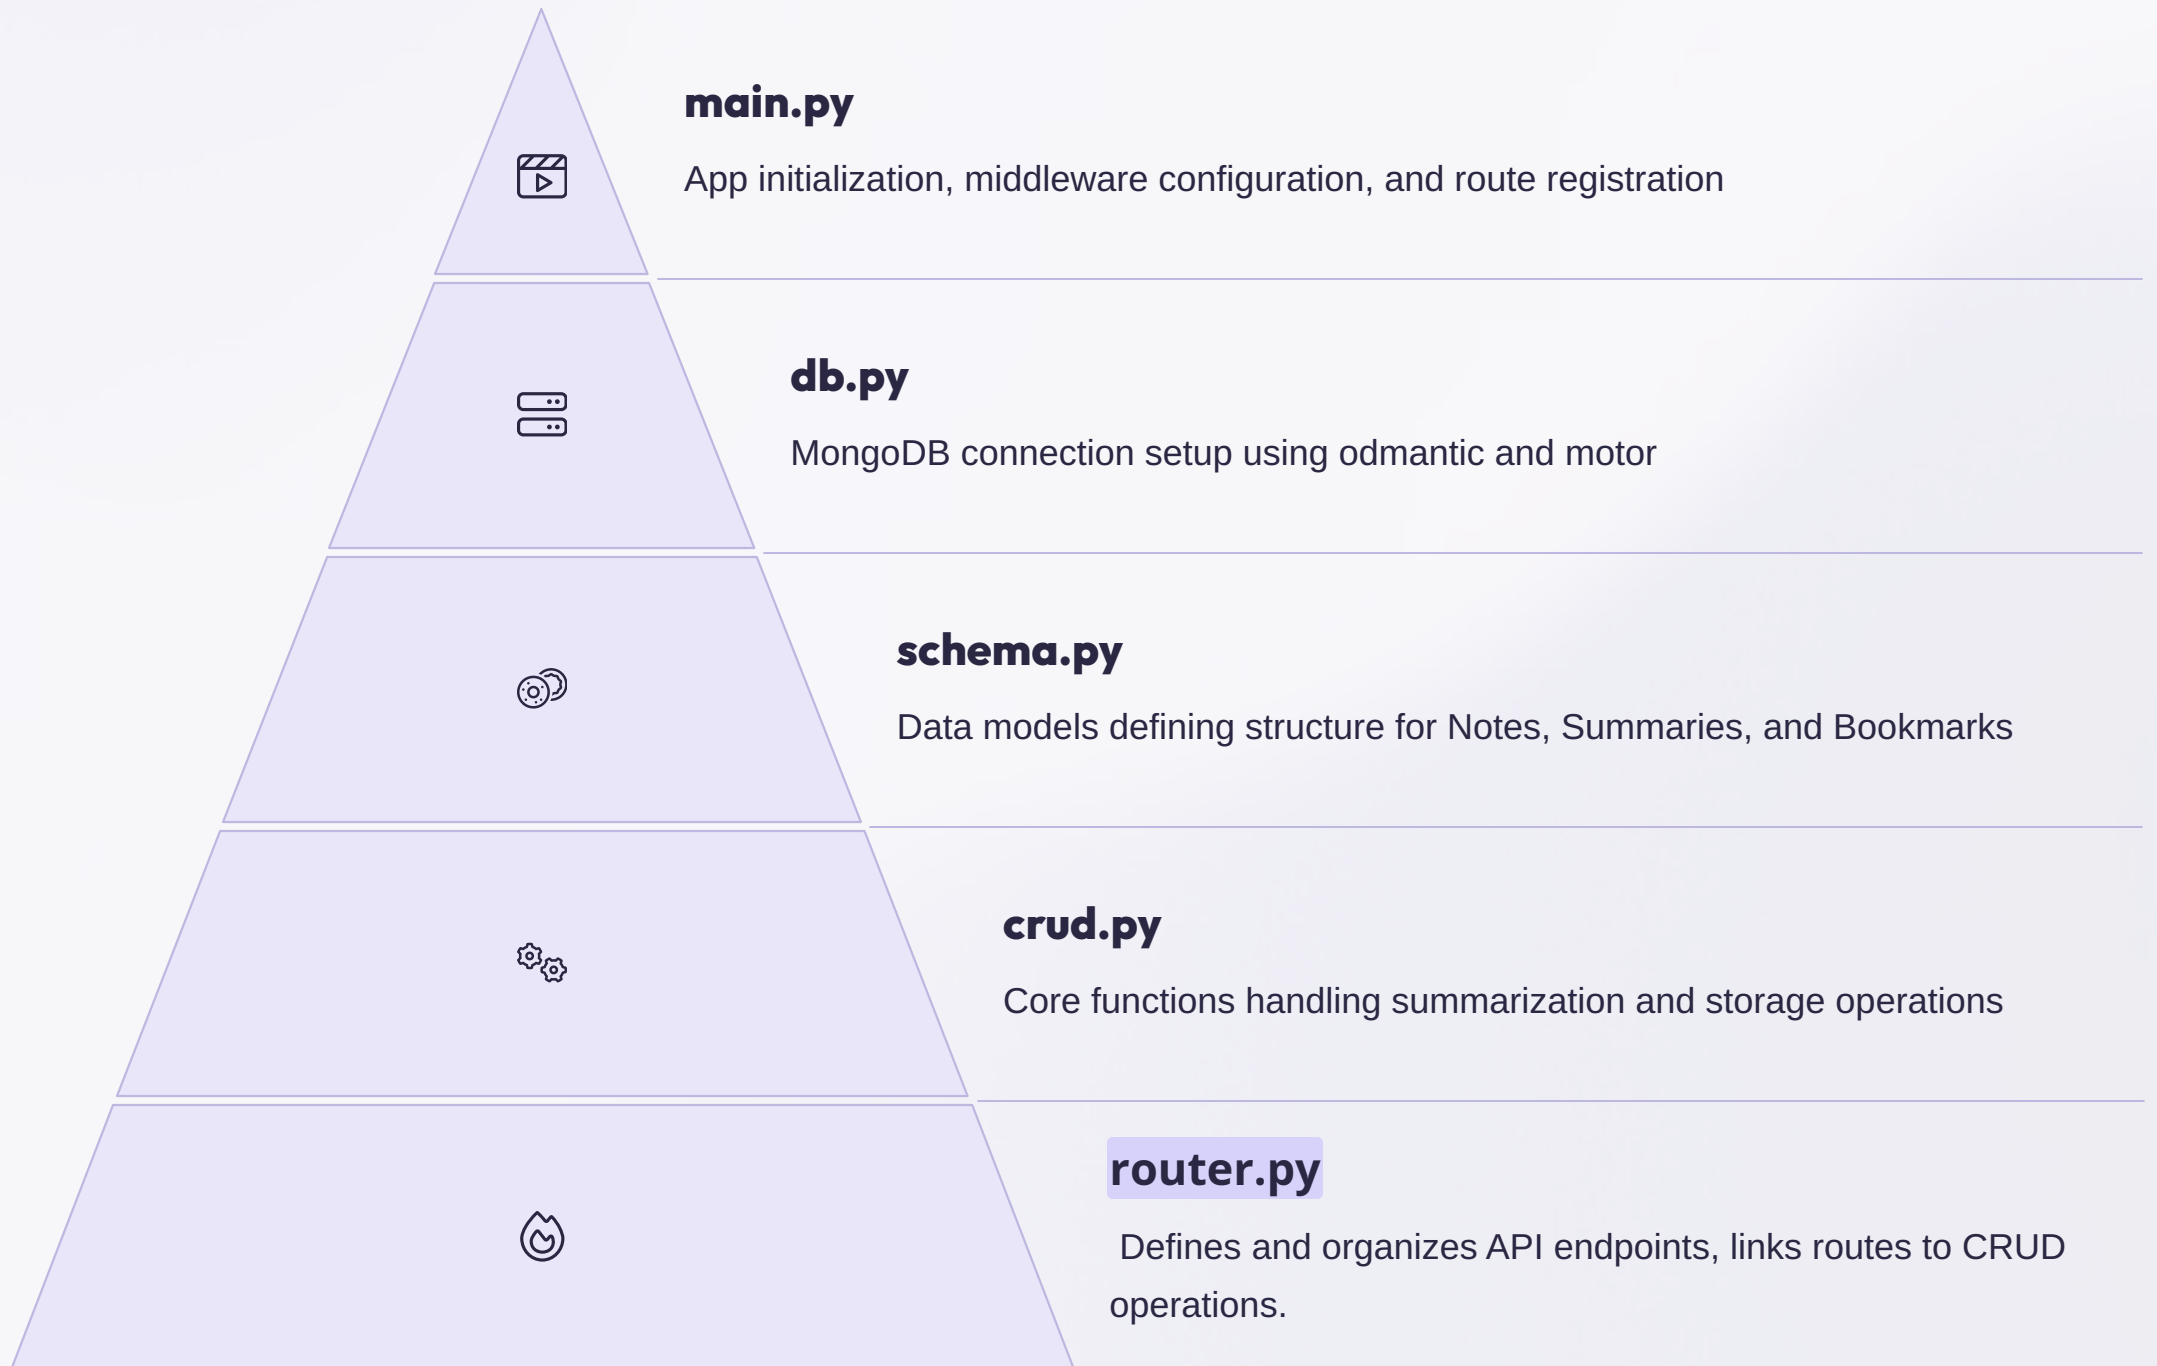 main.py
App initialization, middleware configuration, and route registration
db.py
MongoDB connection setup using odmantic and motor
schema.py
Data models defining structure for Notes, Summaries, and Bookmarks
crud.py
Core functions handling summarization and storage operations
router.py
Defines and organizes API endpoints, links routes to CRUD
operations.